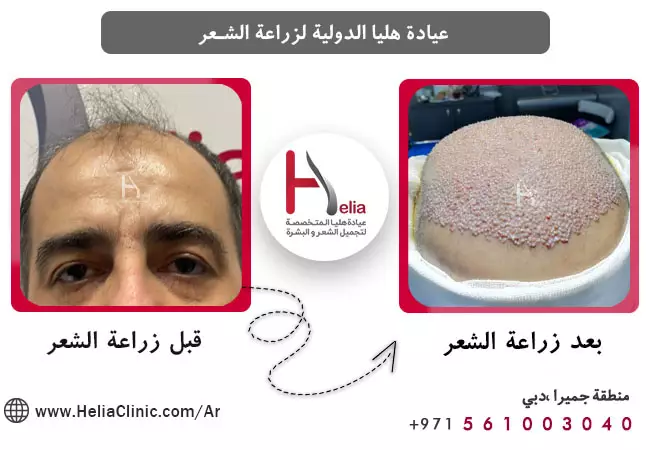 عيادة هليا الدولية لزراعة الشـعر
Helia
عيادة هليا المتخصصة
لتجميل الشعر و البشرة
قبل زراعة الشعر
بعد زراعة الشعر
منطقة جميرا ،دبي
+971 561003040
www.HeliaClinic.com/Ar